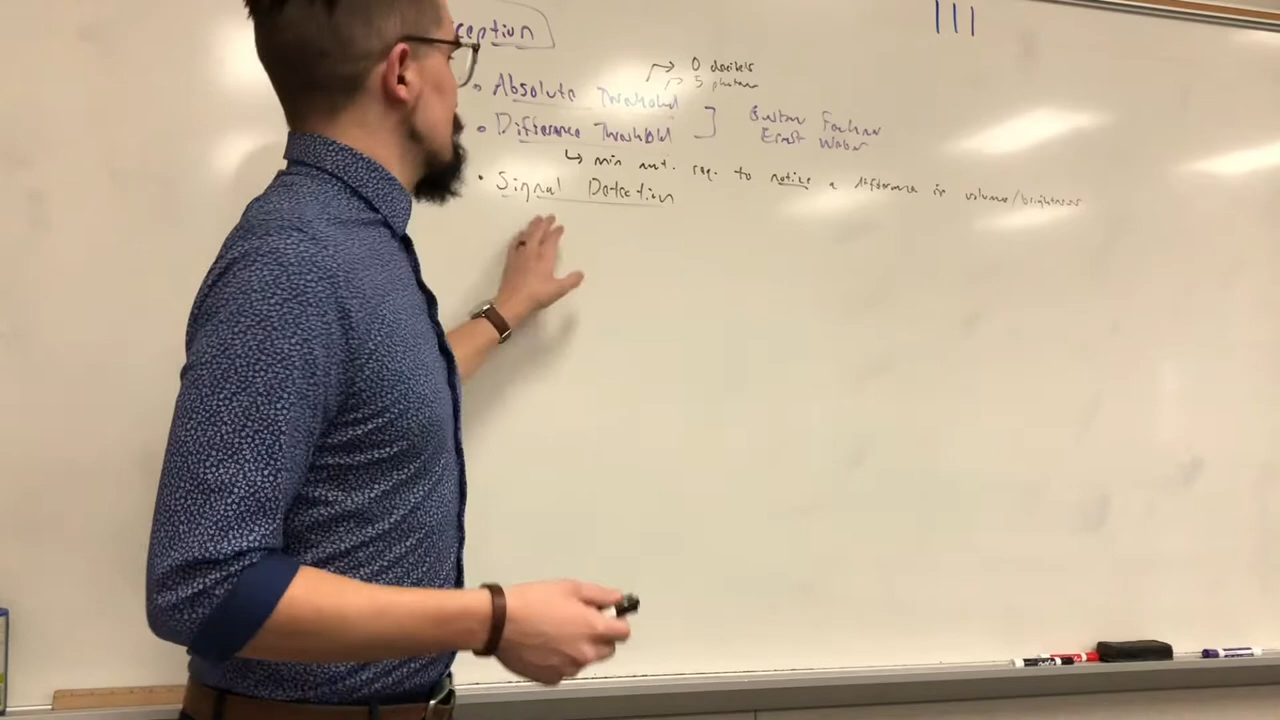 ception
0 decibels
• Absolute Threshold
5 photons
• Difference Threshold
Gustav Fechner
Ernst Weber
min amt. req. to notice a difference in volume/brightness
• Signal Detection